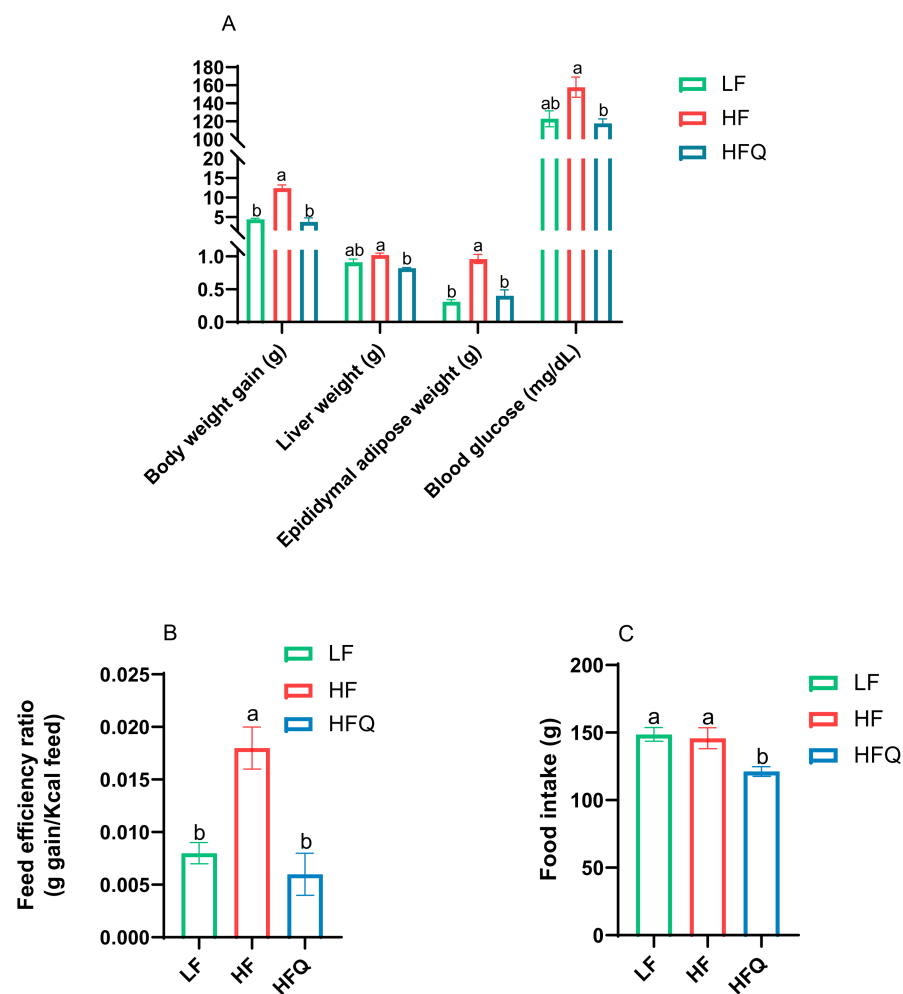 A
180
160
140
120
100
20
15
10
5
1.0
0.5
0.0
b
a
b
ab
a
b
b
a
b
ab
a
b
LF
HF
HFQ
Body weight gain (g)
Liver weight (g)
Epididymal adipose weight (g)
Blood glucose (mg/dL)
B
LF
HF
HFQ
Feed efficiency ratio
(g gain/Kcal feed)
0.025
0.020
0.015
0.010
0.005
0.000
b
a
b
LF
HF
HFQ
C
LF
HF
HFQ
Food intake (g)
200
150
100
50
0
a
a
b
LF
HF
HFQ